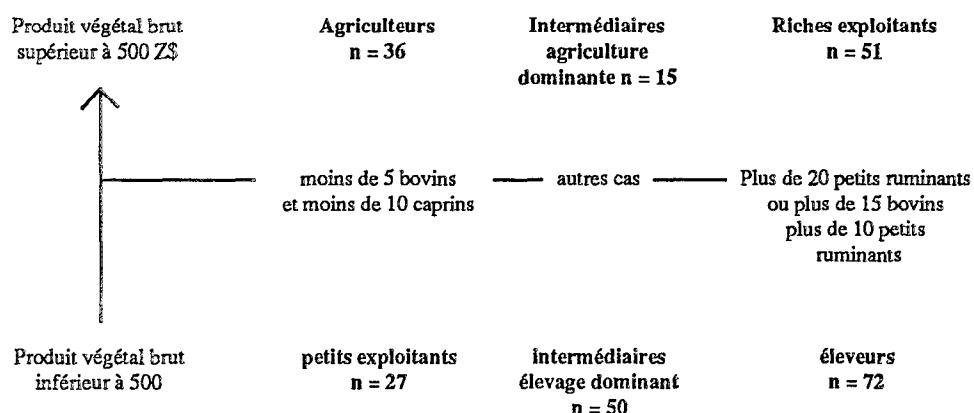 Produit végétal brut
supérieur à 500 Z$
Agriculteurs
n = 36
Intermédiaires
agriculture
dominante n = 15
Riches exploitants
n = 51
moins de 5 bovins
et moins de 10 caprins
autres cas
Plus de 20 petits ruminants
ou plus de 15 bovins
plus de 10 petits
ruminants
Produit végétal brut
inférieur à 500
petits exploitants
n = 27
intermédiaires
élevage dominant
n = 50
éleveurs
n = 72